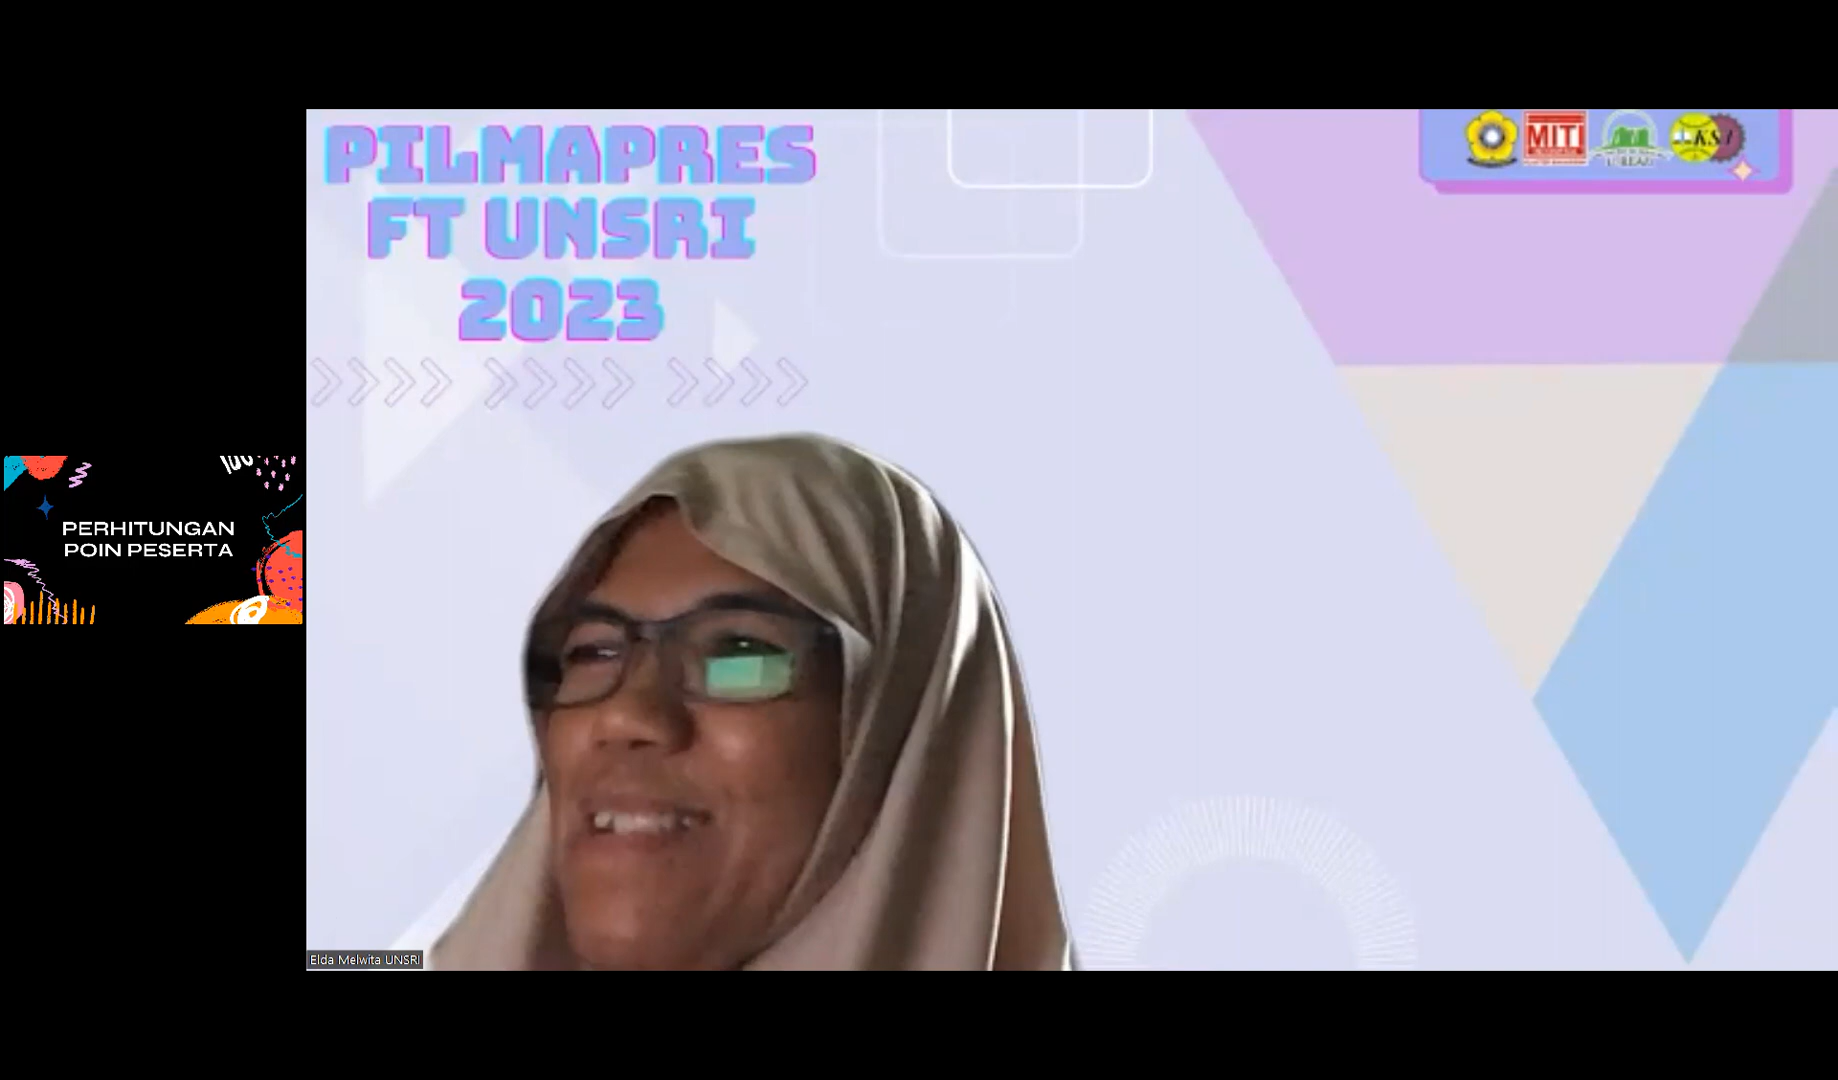 PILMAPRES
FT UNSRI
2023
MITI
PERHITUNGAN
POIN PESERTA
Elda Melwita UNSRI